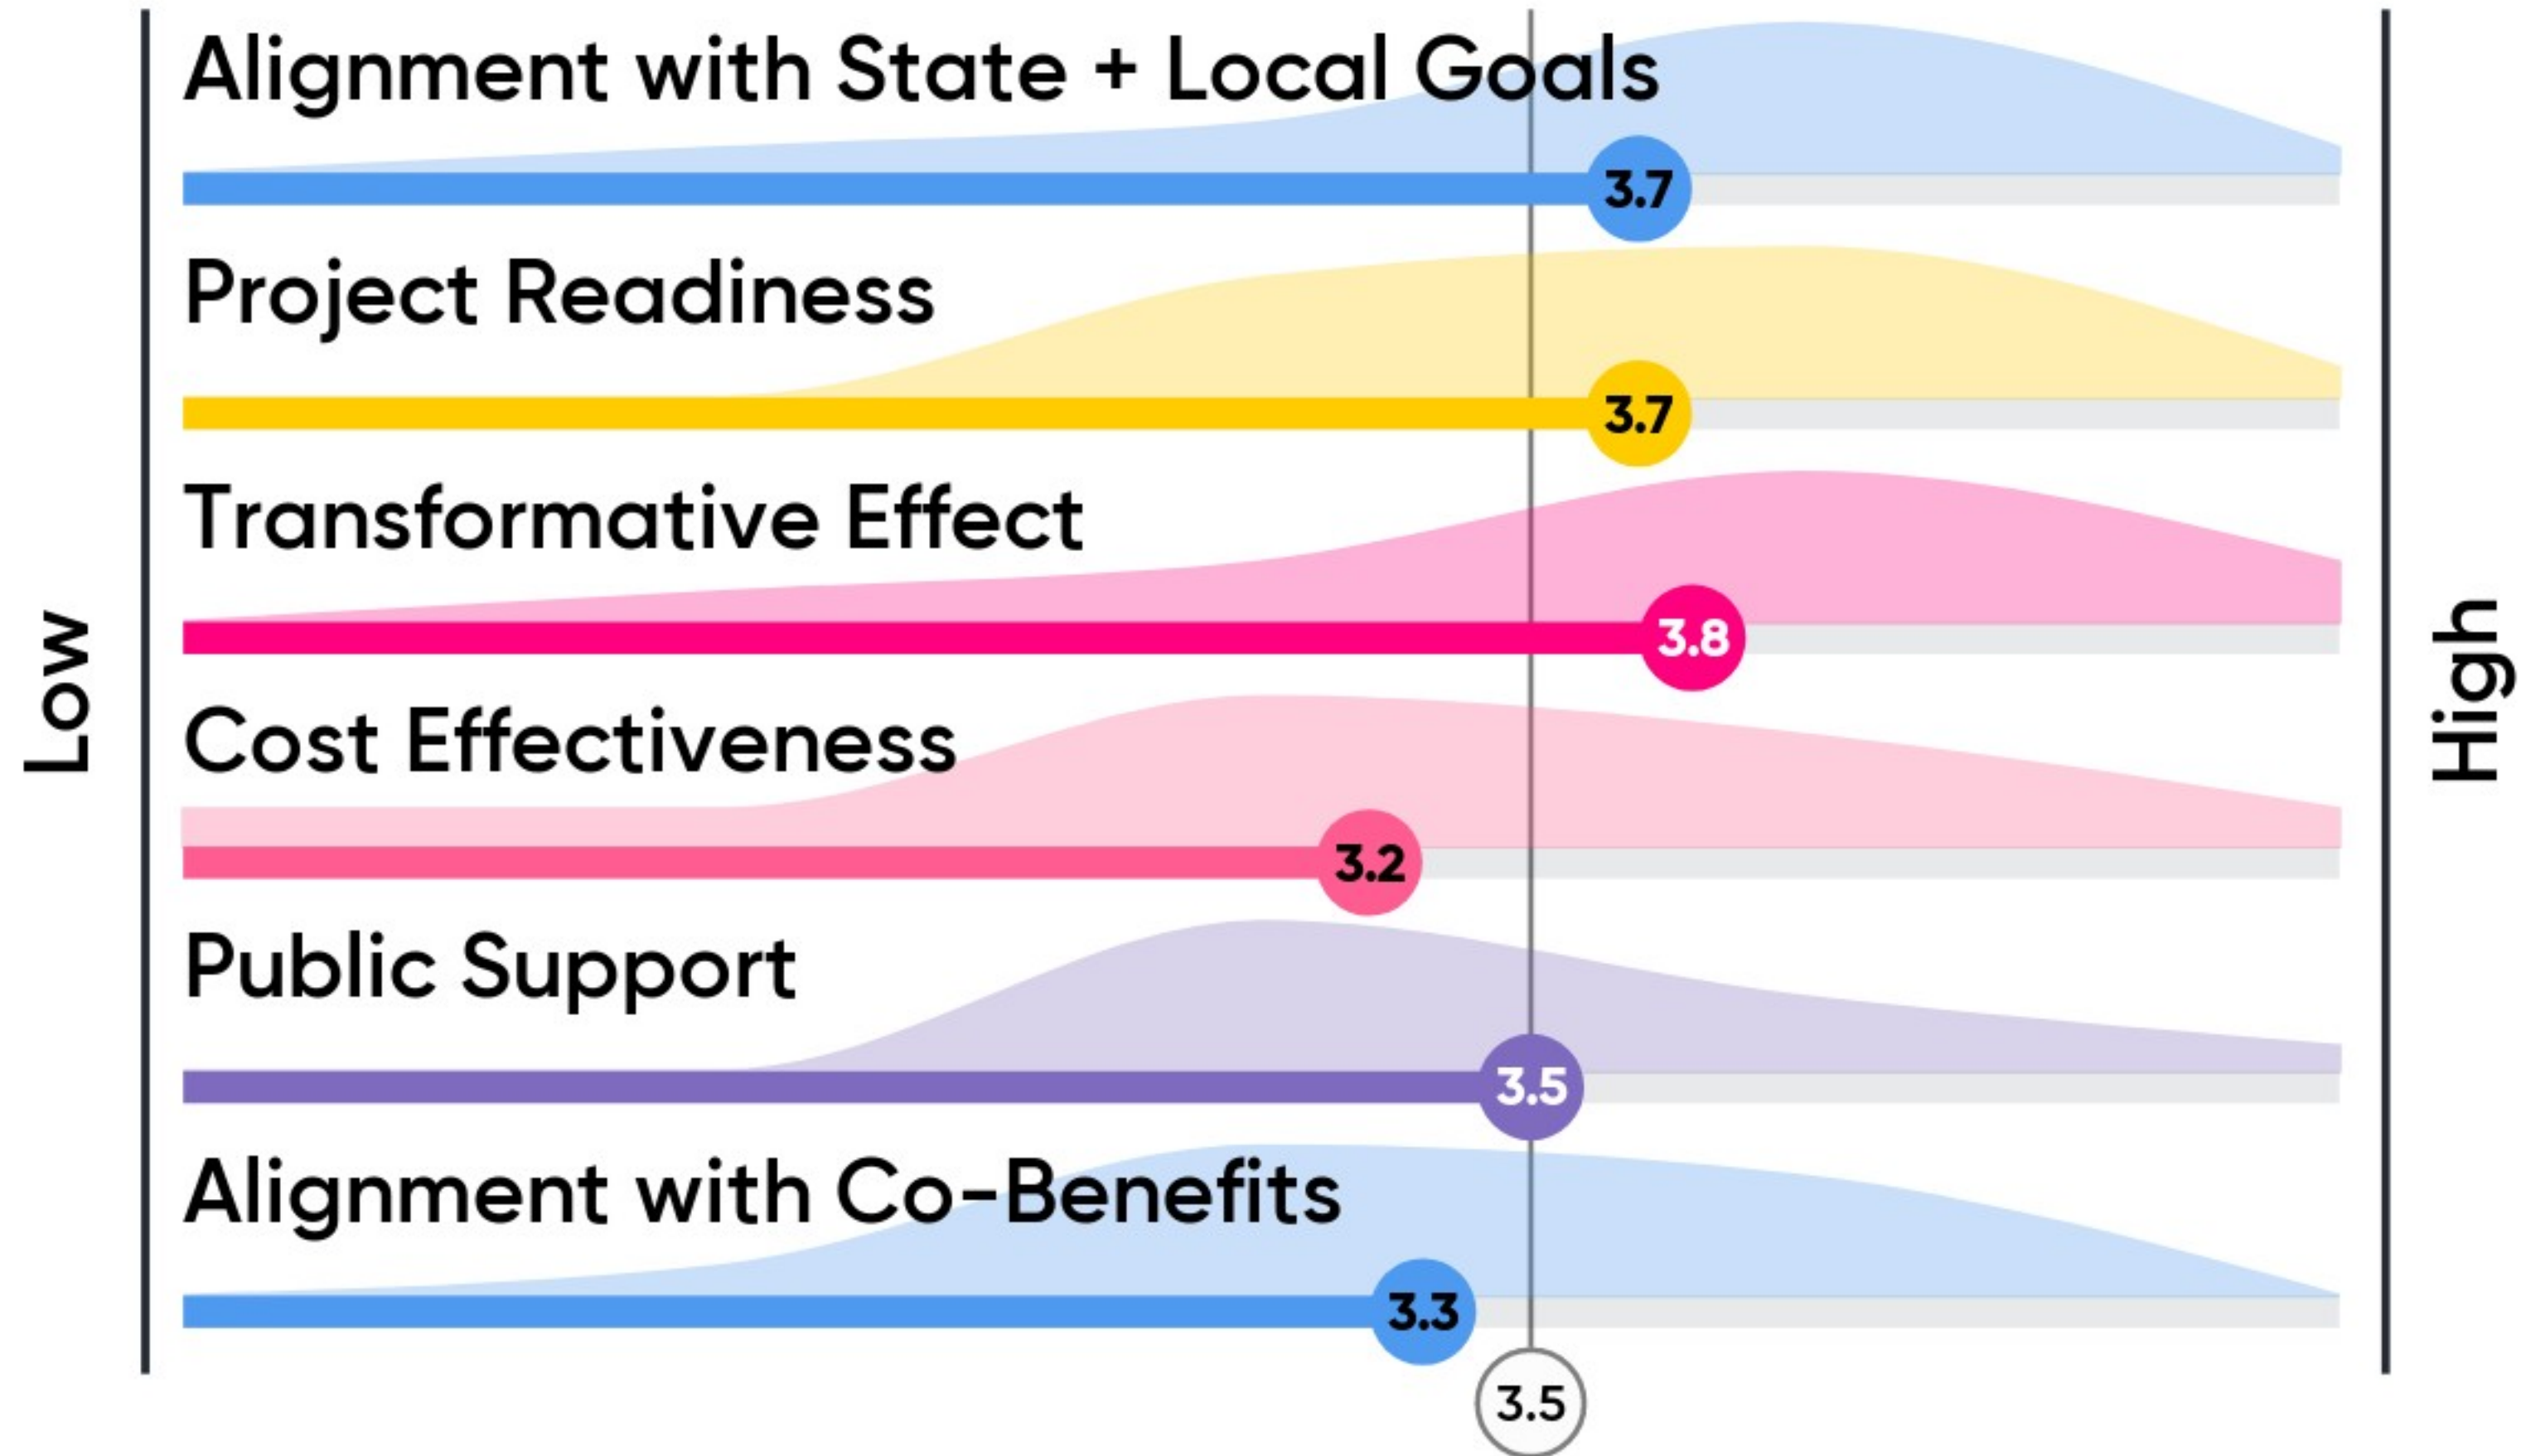 Alignment with State + Local Goals
3.7
Project Readiness
3.7
Transformative Effect
3.8
Low
High
Cost Effectiveness
3.2
Public Support
3.5
Alignment with Co-Benefits
3.3
3.5